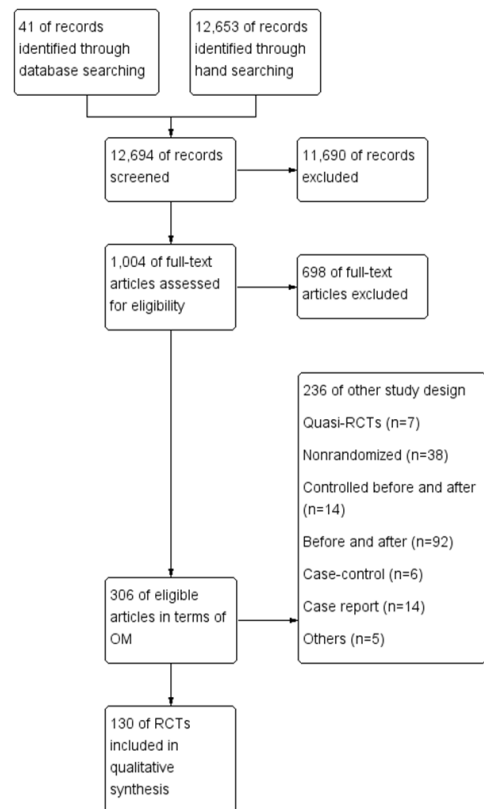 41 of records
identified through
database searching
12,653 of records
identified through
hand searching
12,694 of records
screened
11,690 of records
excluded
1,004 of full-text
articles assessed
for eligibility
698 of full-text
articles excluded
236 of other study design
Quasi-RCTs (n=7)
Nonrandomized (n=38)
Controlled before and after
(n=14)
Before and after (n=92)
Case-control (n=6)
Case report (n=14)
Others (n=5)
306 of eligible
articles in terms of
OM
130 of RCTs
included in
qualitative
synthesis